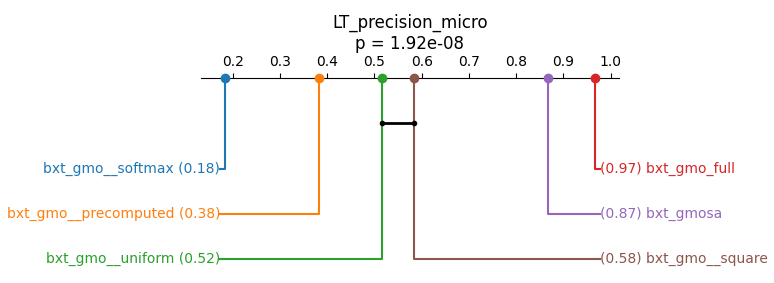 LT_precision_micro
p = 1.92e-08
0.2 0.3 0.4 0.5 0.6 0.7 0.8 0.9 1.0
bxt_gmo__softmax (0.18) (0.97) bxt_gmo_full
bxt_gmo__precomputed (0.38) (0.87) bxt_gmosa
bxt_gmo__uniform (0.52) (0.58) bxt_gmo__square